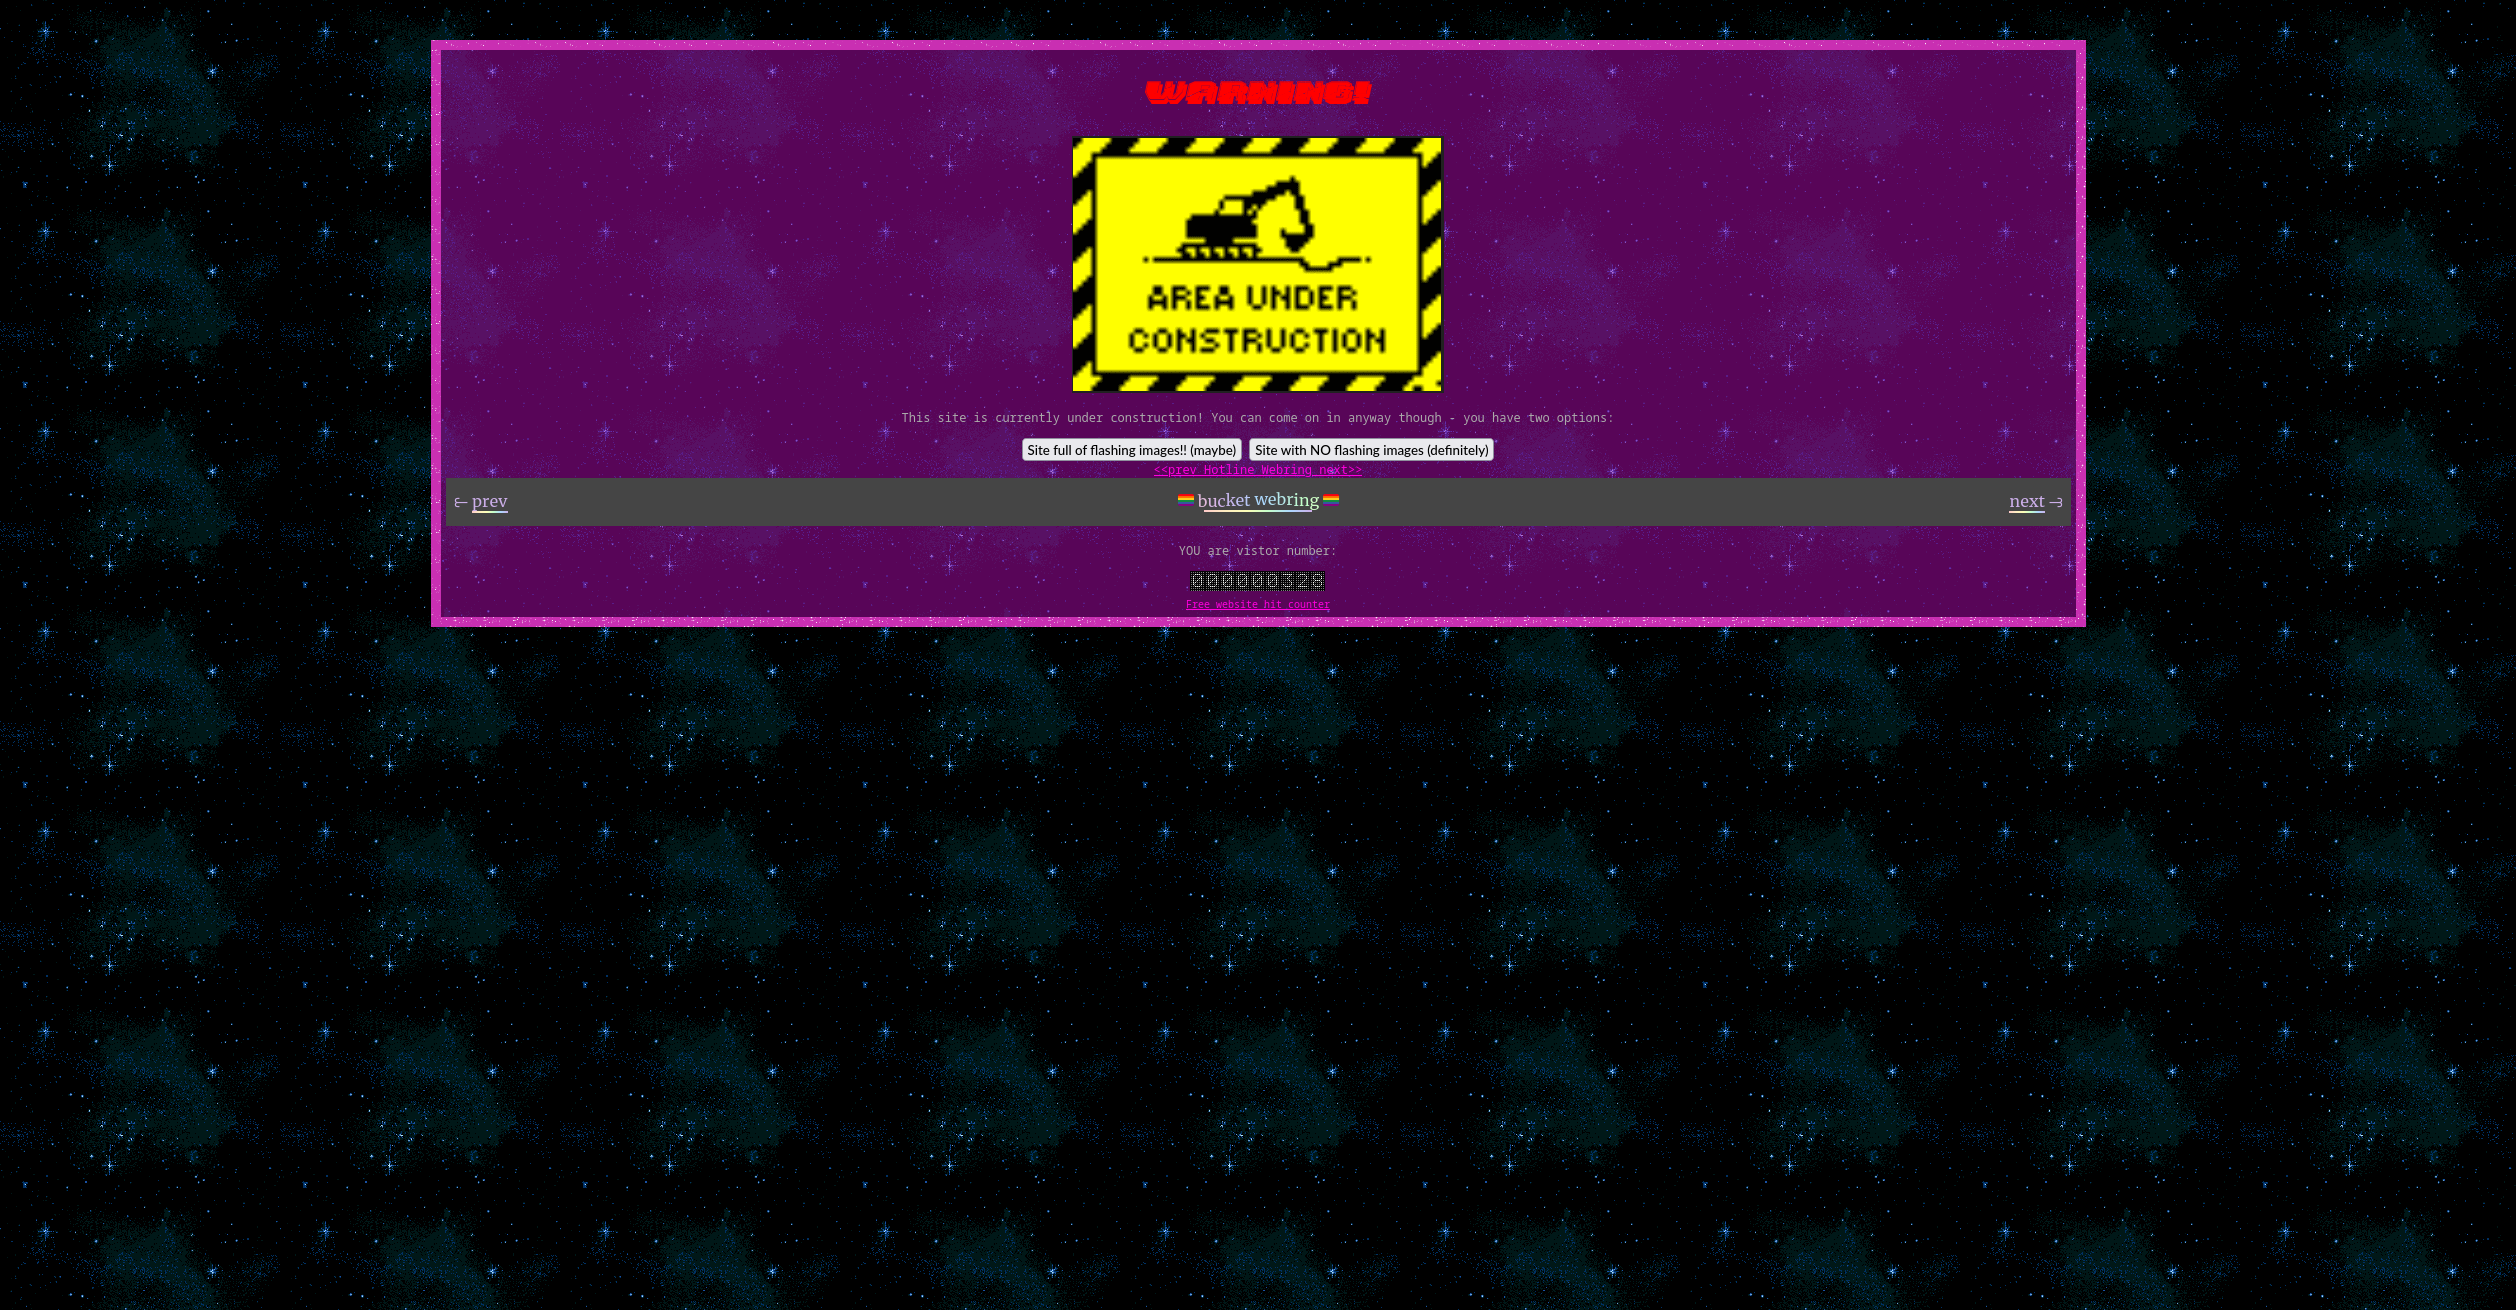 WARNING!
AREA UNDER
CONSTRUCTION
This site is currently under construction! You can come on in anyway though - you have two options:
Site full of flashing images!! (maybe) Site with NO flashing images (definitely)
<<prev Hotline Webring next>>
prev bucket webring next
YOU are vistor number:
000000328
Free website hit counter